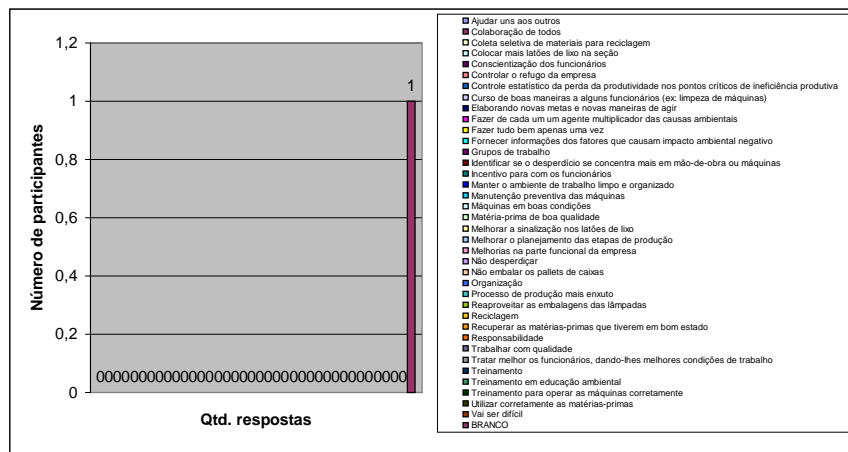 1,2
1
0,8
0,6
0,4
0,2
0
Número de participantes
1
Qtd. respostas
Ajudar uns aos outros
Colaboração de todos
Coleta seletiva de materiais para reciclagem
Colocar mais latões de lixo na seção
Conscientização dos funcionários
Controlar o refugo da empresa
Controle estatístico da perda da produtividade nos pontos críticos de ineficiência produtiva
Curso de boas maneiras a alguns funcionários (ex: limpeza de máquinas)
Elaborando novas metas e novas maneiras de agir
Fazer de cada um um agente multiplicador das causas ambientais
Fazer tudo bem apenas uma vez
Fornecer informações dos fatores que causam impacto ambiental negativo
Grupos de trabalho
Identificar se o desperdício se concentra mais em mão-de-obra ou máquinas
Incentivo para com os funcionários
Manter o ambiente de trabalho limpo e organizado
Manutenção preventiva das máquinas
Máquinas em boas condições
Matéria-prima de boa qualidade
Melhorar a sinalização nos latões de lixo
Melhorar o planejamento das etapas de produção
Melhorias na parte funcional da empresa
Não desperdiçar
Não embalar os pallets de caixas
Organização
Processo de produção mais enxuto
Reaproveitar as embalagens das lâmpadas
Reciclagem
Recuperar as matérias-primas que tiverem em bom estado
Responsabilidade
Trabalhar com qualidade
Tratar melhor os funcionários, dando-lhes melhores condições de trabalho
Treinamento
Treinamento em educação ambiental
Treinamento para operar as máquinas corretamente
Utilizar corretamente as matérias-primas
Vai ser difícil
BRANCO